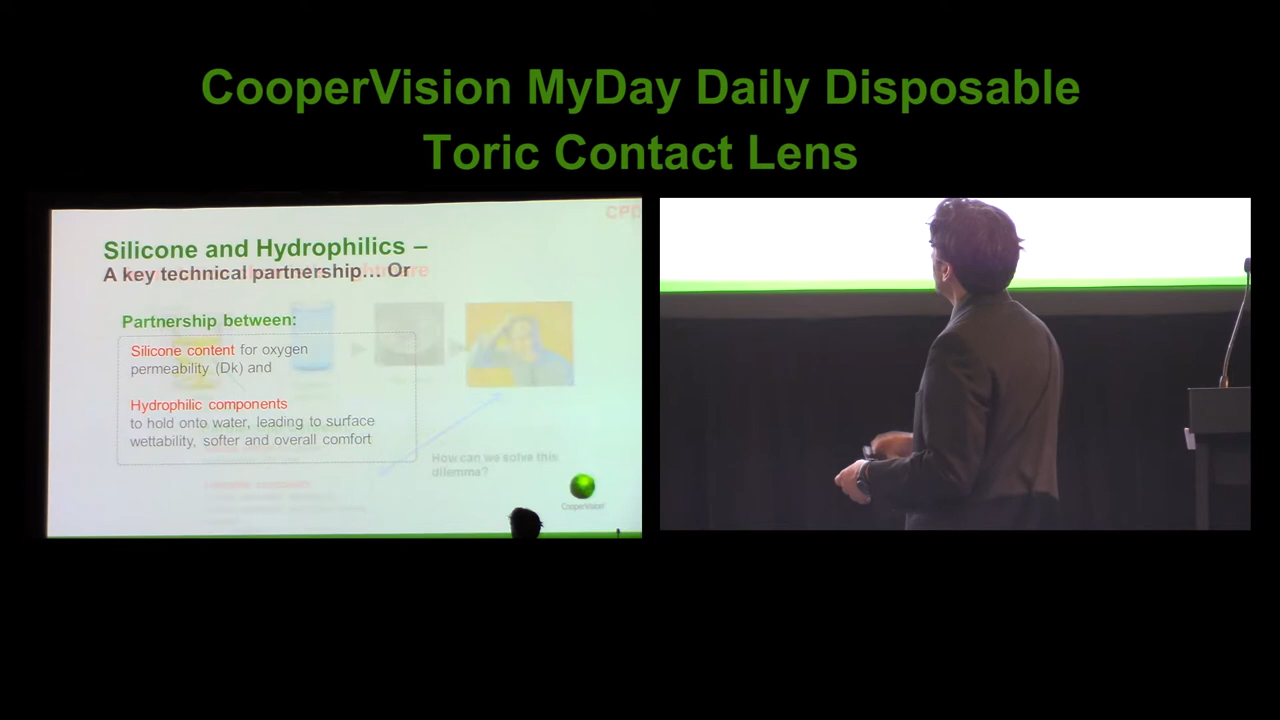 CooperVision MyDay Daily Disposable
Toric Contact Lens
CPD
Silicone and Hydrophilics –
A key technical partnership... Or
Partnership between:
Silicone content for oxygen
permeability (Dk) and
Hydrophilic components
to hold onto water, leading to surface
wettability, softer and overall comfort
How can we solve this
dilemma?
CooperVision